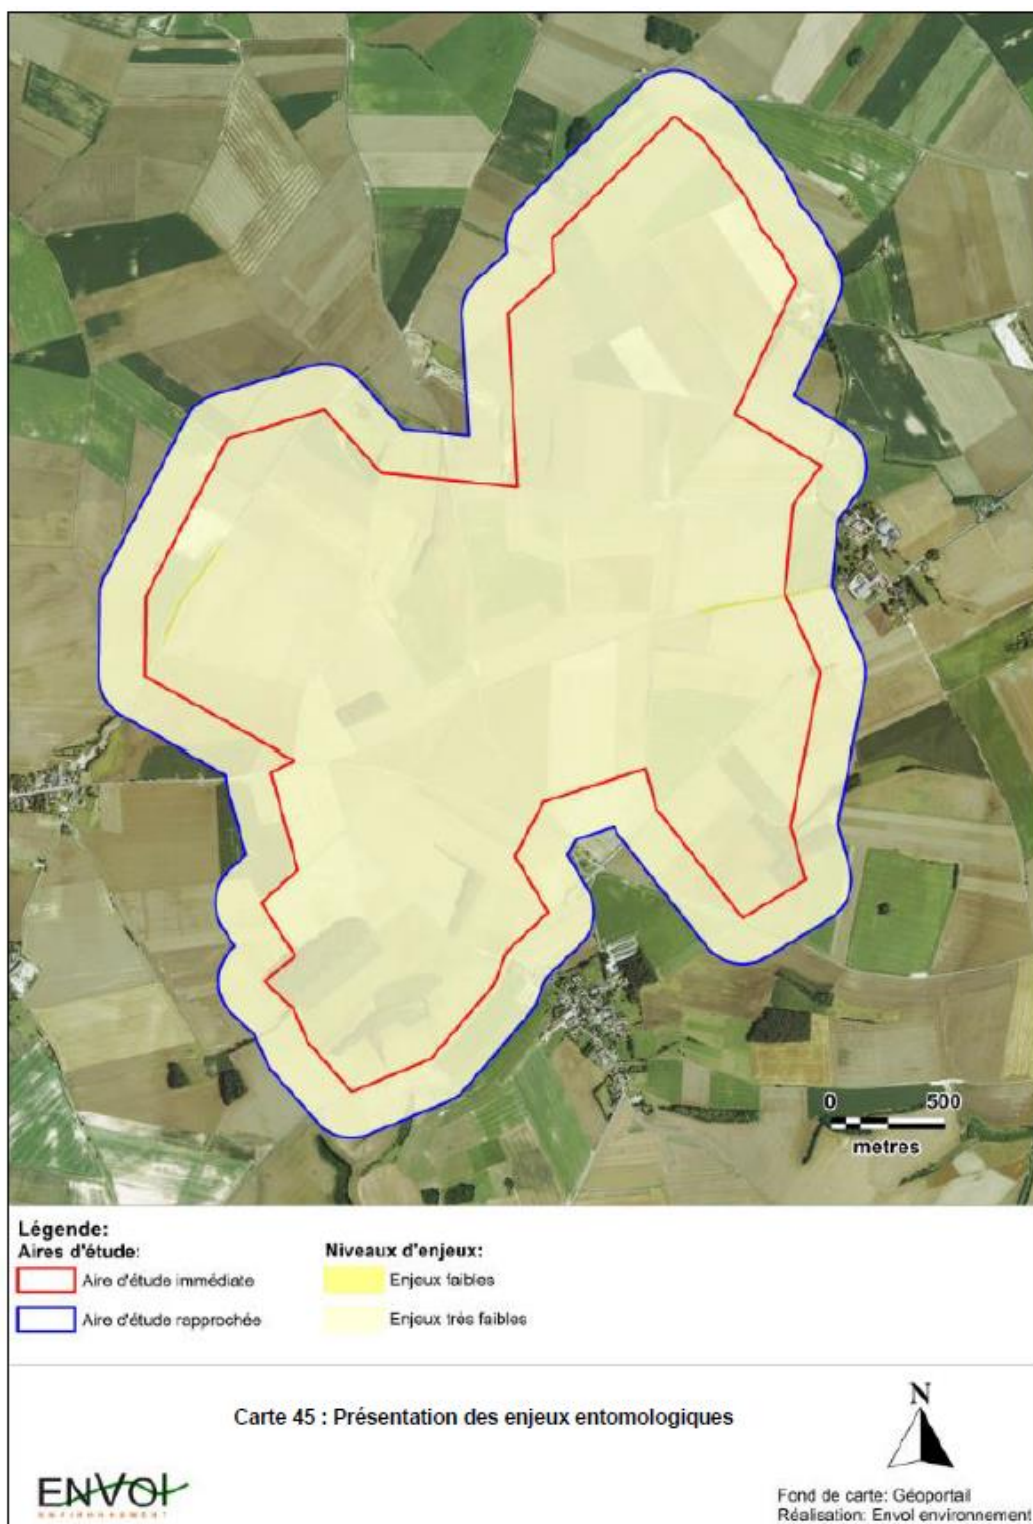 0 500
metres
Légende:
Aires d'étude:
Aire d'étude immédiate
Aire d'étude rapprochée
Niveaux d'enjeux:
Enjeux faibles
Enjeux très faibles
Carte 45 : Présentation des enjeux entomologiques
N
ENVOl
ENVIRONNEMENT
Fond de carte: Géoportail
Réalisation: Envol environnement